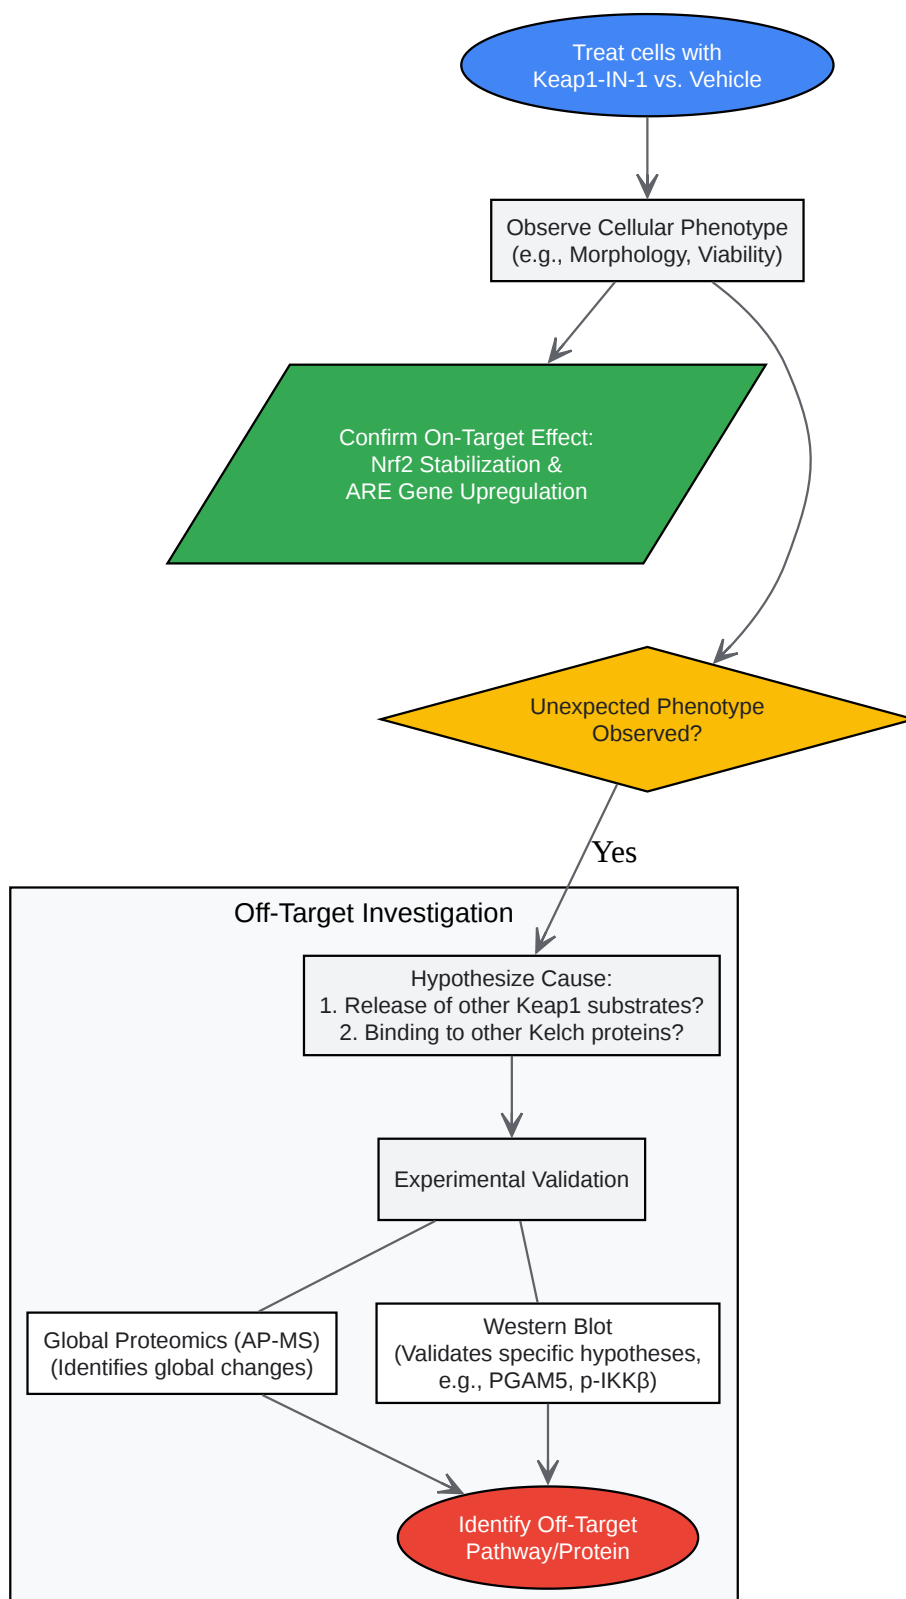 Treat cells with
Keap1-IN-1 vs. Vehicle
Observe Cellular Phenotype
(e.g., Morphology, Viability)
Confirm On-Target Effect:
Nrf2 Stabilization &
ARE Gene Upregulation
Unexpected Phenotype
Observed?
Yes
Off-Target Investigation
Hypothesize Cause:
1. Release of other Keap1 substrates?
2. Binding to other Kelch proteins?
Experimental Validation
Global Proteomics (AP-MS)
(Identifies global changes)
Western Blot
(Validates specific hypotheses,
e.g., PGAM5, p-IKKβ)
Identify Off-Target
Pathway/Protein